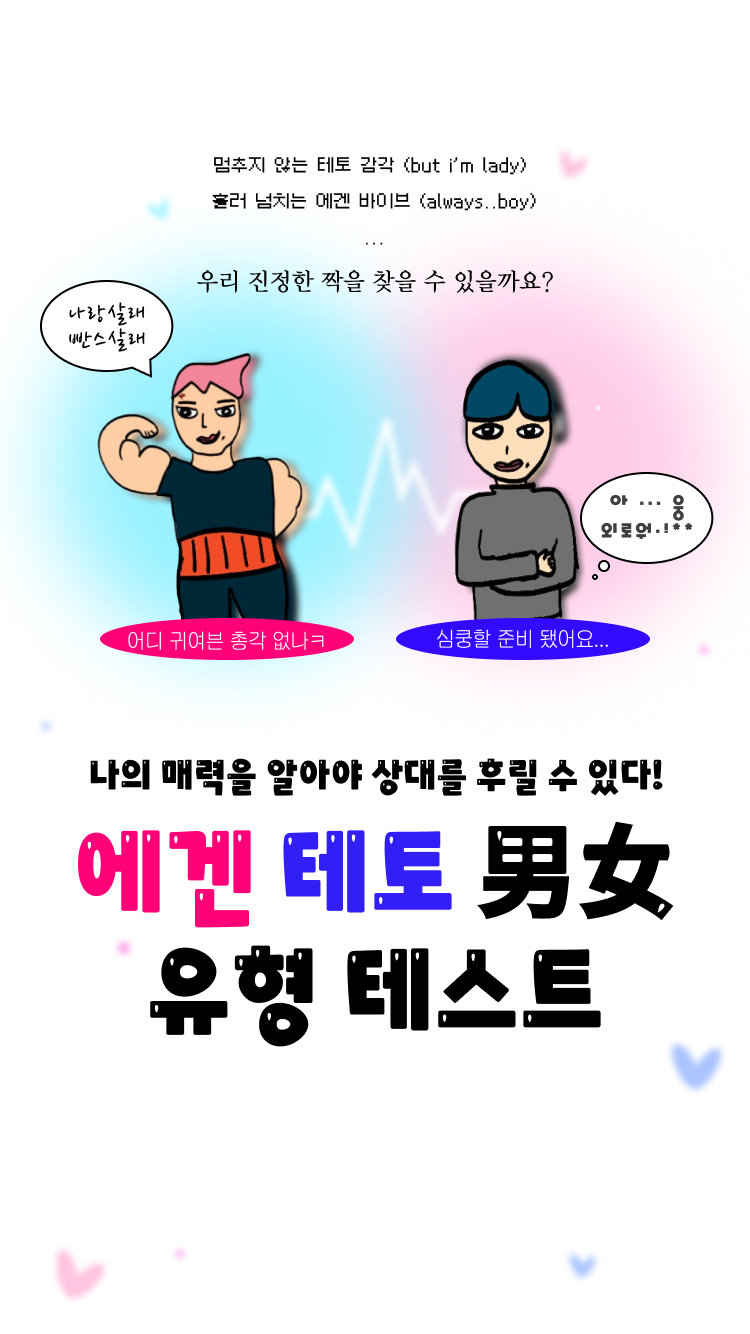 멈추지 않는 테토 감각 (but i'm lady)
흘러 넘치는 에겐 바이브 (always..boy)
...
우리 진정한 짝을 찾을 수 있을까요?
나랑살래
빤스살래
아 ... 웅
외로워.!**
어디 귀여븐 총각 없나ㅋ
심쿵할 준비 됐어요...
나의 매력을 알아야 상대를 후릴 수 있다!
에겐 테토 男女
유형 테스트